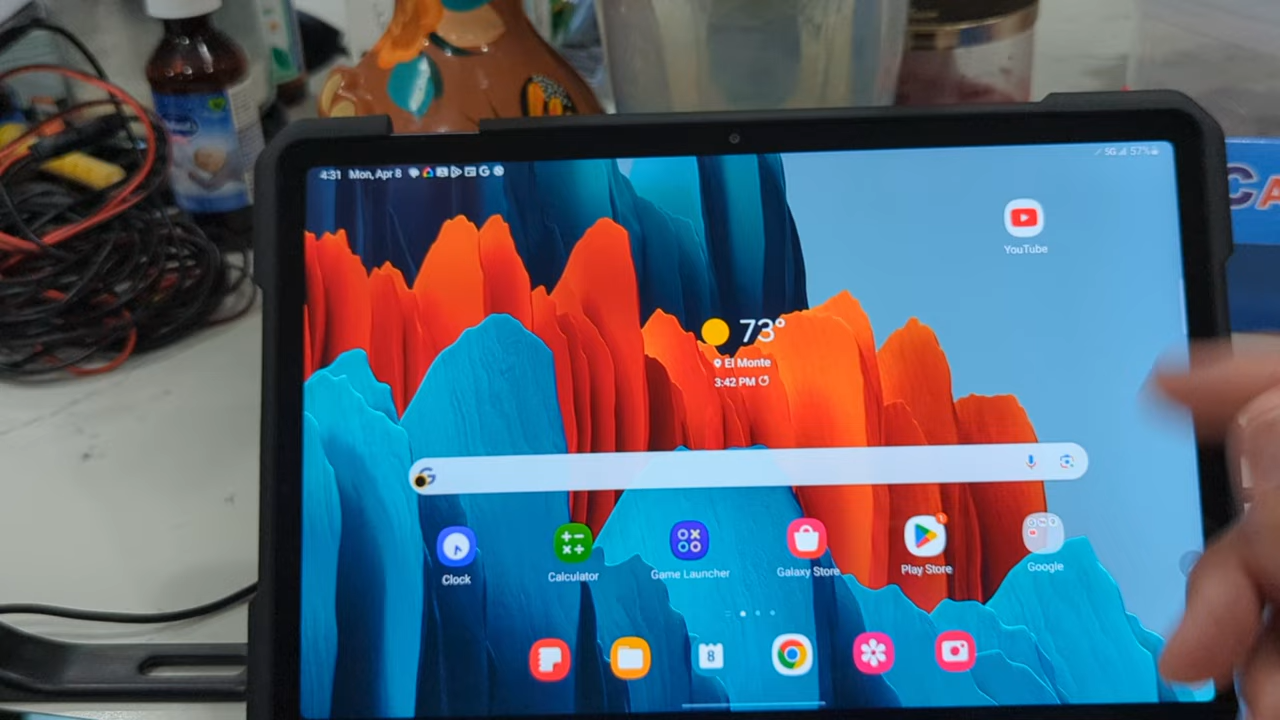 4:31 Mon, Apr 8 G
5G 57%
YouTube
73°
El Monte
3:42 PM
G
Clock
Calculator
Game Launcher
Galaxy Store
Play Store
Google
8
CA